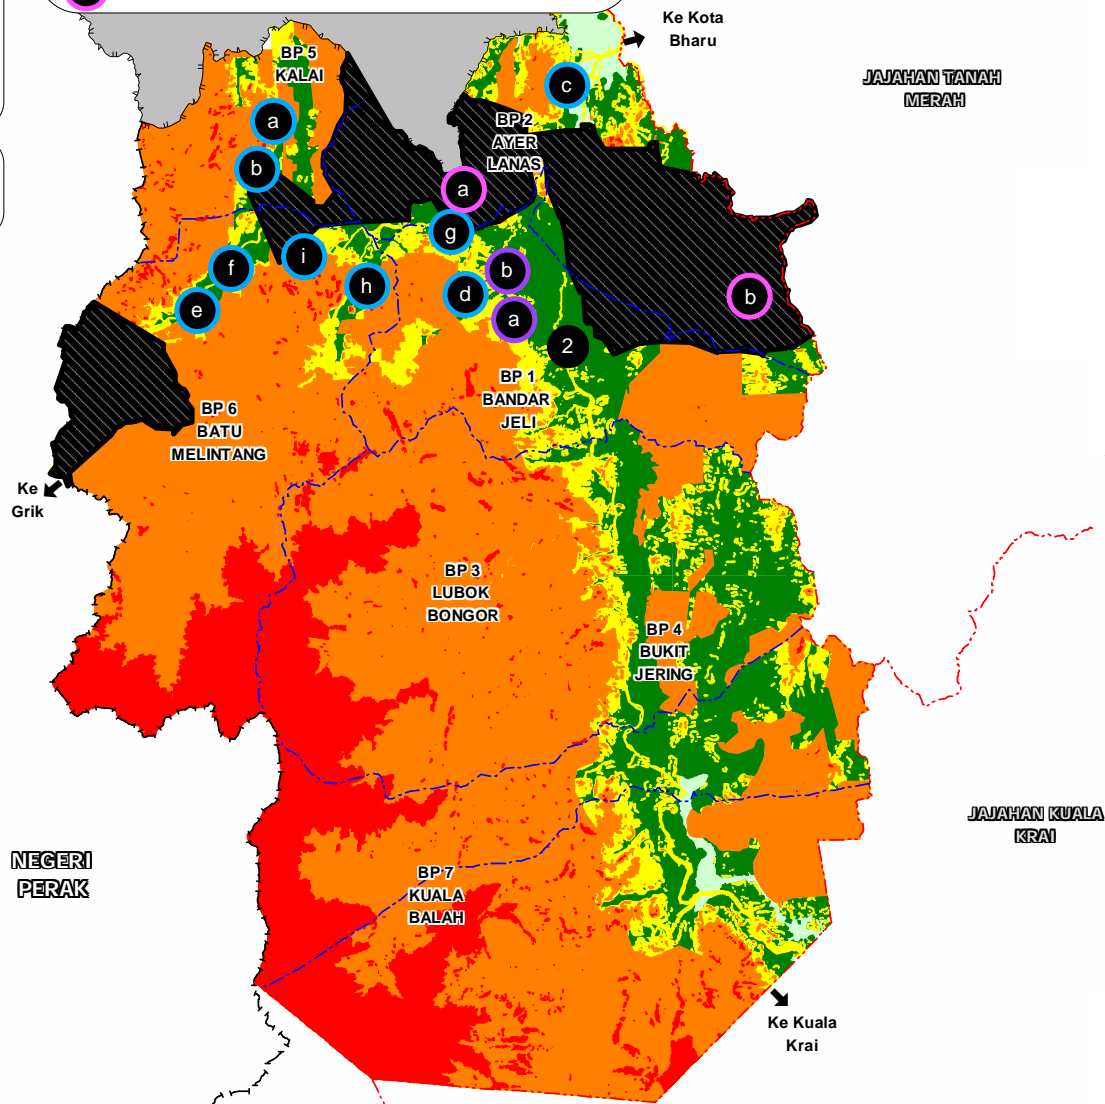 Ke Kota
Bharu
JAJAHAN TANAH
MERAH
BP 5
KALAI
c
a
BP 2
AYER
LANAS
b
a
g
i
f
b
h
d
b
e
a
2
BP 1
BANDAR
JELI
BP 6
BATU
MELINTANG
Ke
Grik
BP 3
LUBOK
BONGOR
BP 4
BUKIT
JERING
JAJAHAN KUALA
KRAI
NEGERI
PERAK
BP 7
KUALA
BALAH
Ke Kuala
Krai